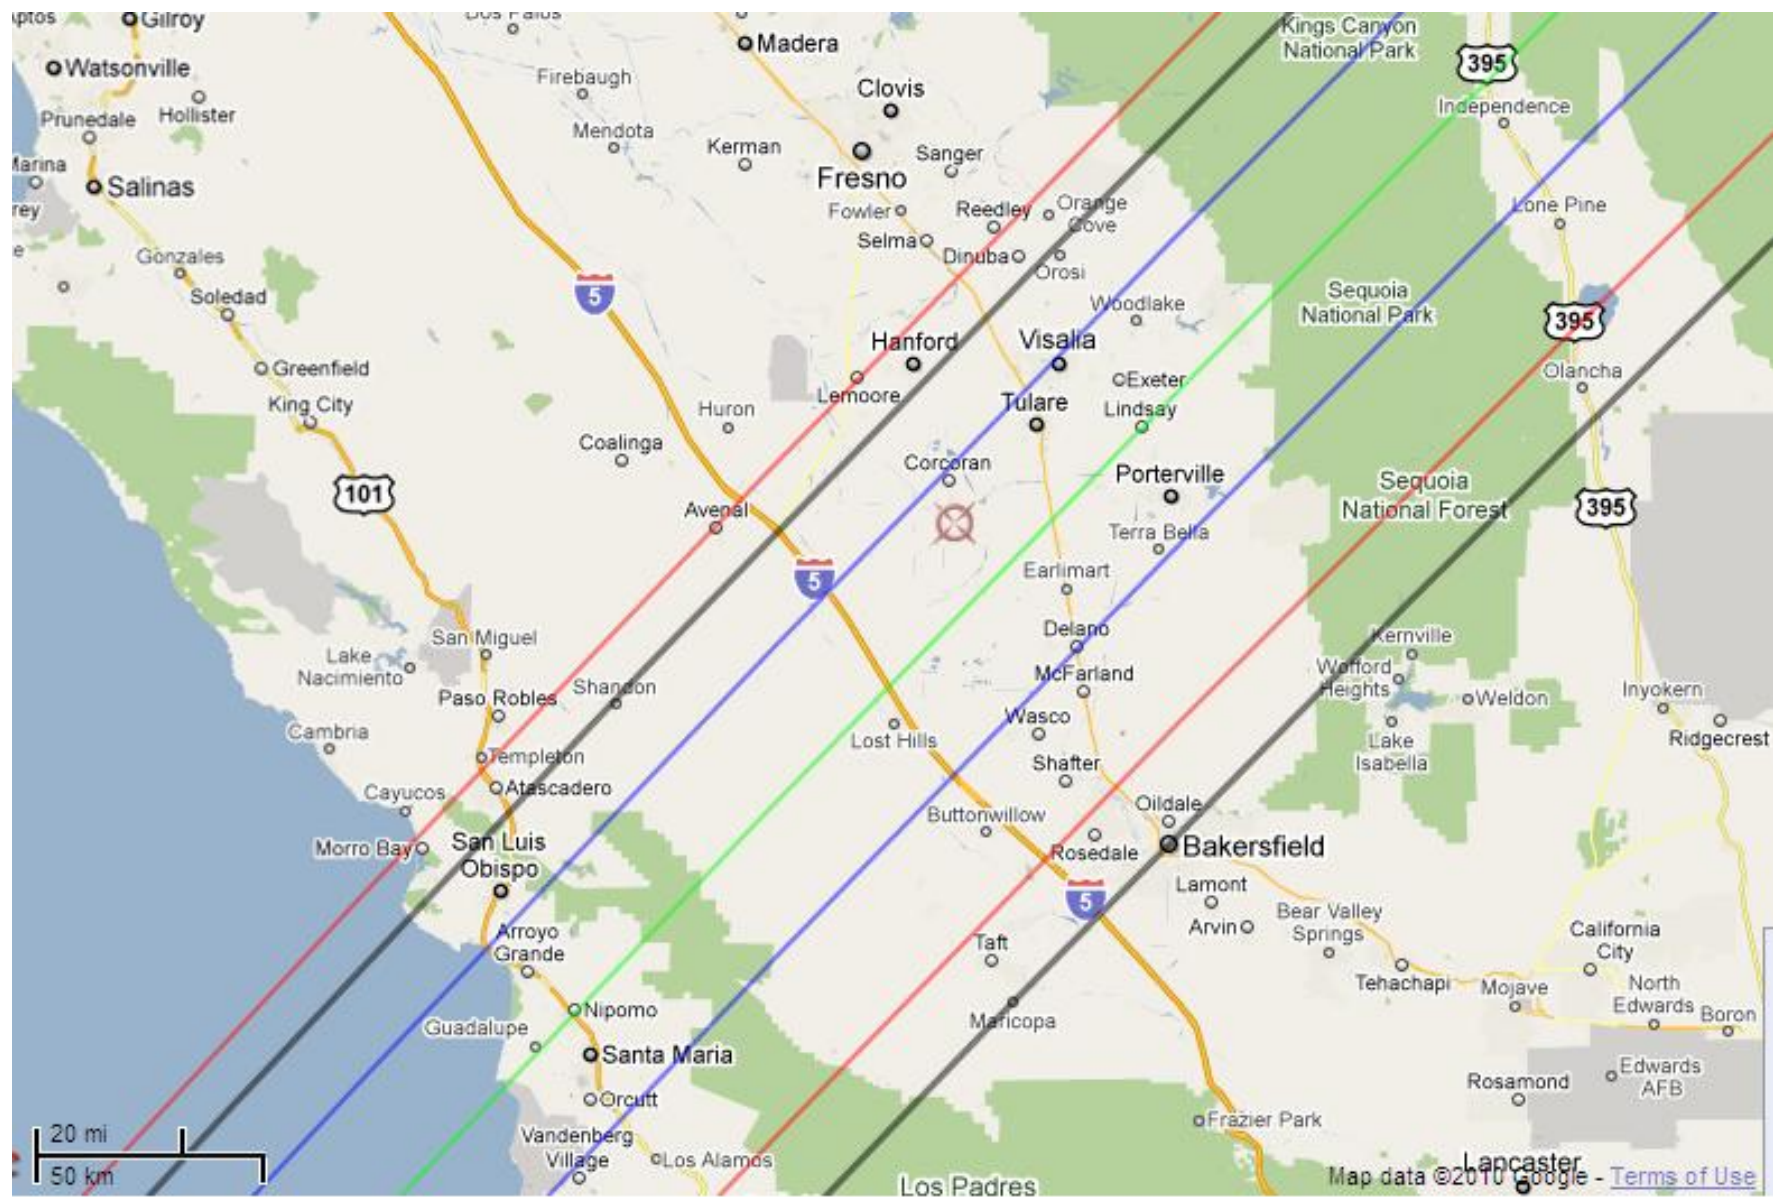 Gilroy
Dos Palos
Madera
Kings Canyon
National Park
Watsonville
395
Firebaugh
Clovis
Hollister
Independence
Prunedale
Mendota
Kerman
Sanger
Marina
Salinas
Fresno
rey
Fowler
Reedley
Orange
Cove
Lone Pine
Selma
Dinuba
Orosi
Gonzales
Soledad
5
Woodlake
Sequoia
National Park
395
Hanford
Visalia
Greenfield
Olancha
Exeter
Lemoore
King City
Huron
Tulare
Lindsay
Coalinga
Corcoran
Porterville
Sequoia
National Forest
101
395
Avenal
Terra Bella
5
Earlimart
San Miguel
Delano
Kernville
Lake
Nacimiento
Shandon
McFarland
Wofford
Heights
Paso Robles
Weldon
Inyokern
Cambria
Wasco
Lost Hills
Ridgecrest
Lake
Isabella
Templeton
Shafter
Cayucos
Atascadero
Buttonwillow
Oildale
Morro Bay
San Luis
Obispo
Rosedale
Bakersfield
5
Lamont
Arvin
Bear Valley
Springs
Arroyo
Grande
Taft
California
City
Tehachapi
Mojave
North
Edwards
Boron
Nipomo
Guadalupe
Maricopa
Santa Maria
Edwards
AFB
Rosamond
Orcutt
Frazier Park
20 mi
50 km
Vandenberg
Village
Los Alamos
Los Padres
Lancaster
Map data ©2010 Google - Terms of Use